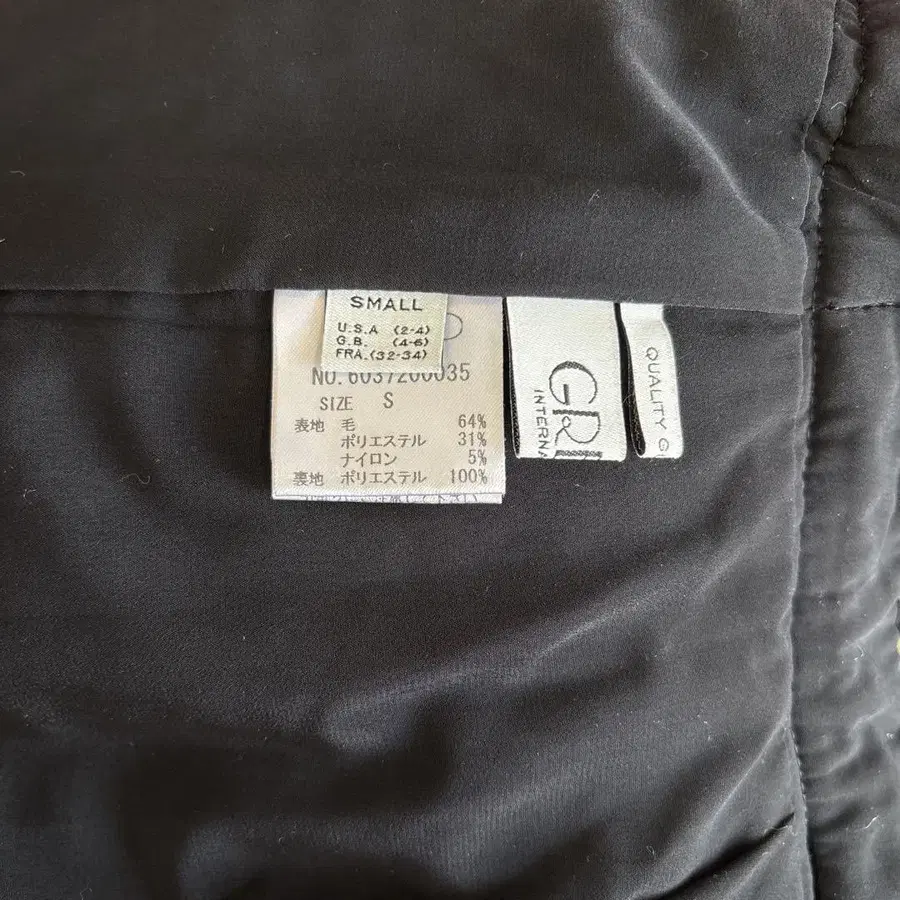 SMALL
U.S.A (2-4)
G.B. (4-6)
FRA.(32-34)
NO.6037200035
SIZE S
表地 毛 64%
ポリエステル 31%
ナイロン 5%
裏地 ポリエステル 100%
GR
INTERNA
QUALITY